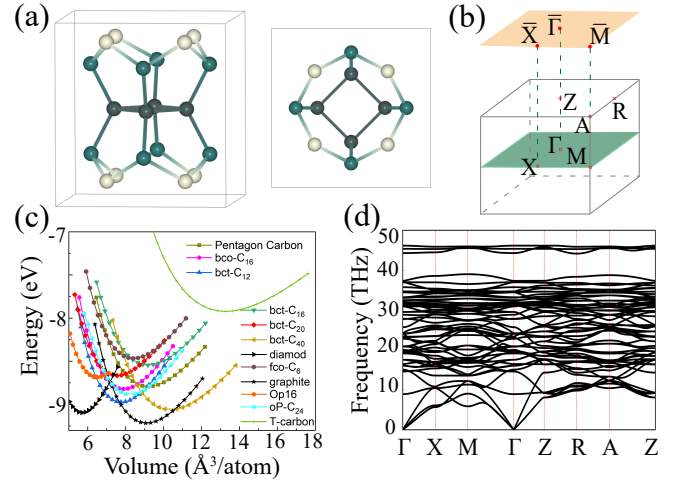 (a)
(b)
X̅ Γ̅ M̅
Z R
A
Γ
X M
(c)
-7
-8
-9
Energy (eV)
Pentagon Carbon
bco-C₁₆
bct-C₁₂
bct-C₁₆
bct-C₂₀
bct-C₄₀
diamod
fco-C₆
graphite
Op16
oP-C₂₄
T-carbon
6 8 10 12 14 16 18
Volume (Å³/atom)
(d)
50
50
40
30
20
10
0
Frequency (THz)
Γ X M Γ Z R A Z